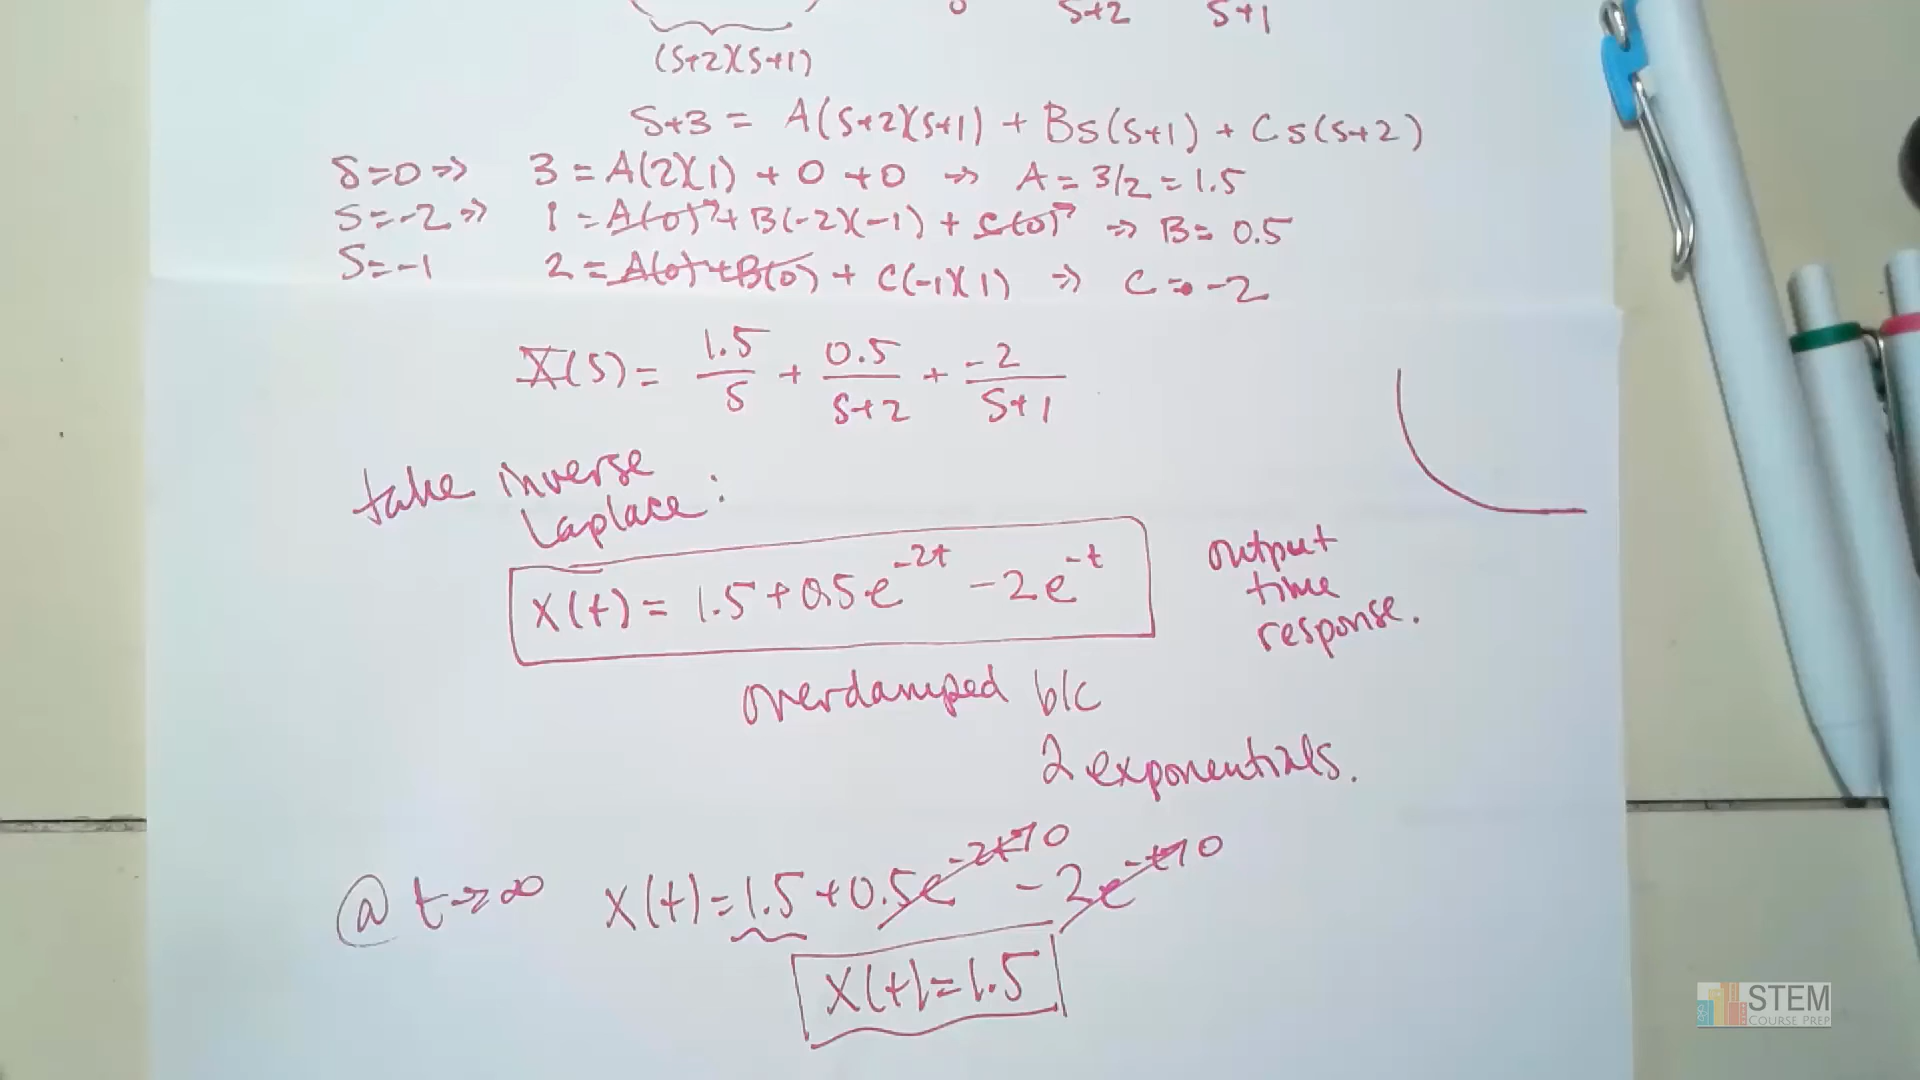 s+2 s+1
(s+2)(s+1)
s+3 = A(s+2)(s+1) + Bs(s+1) + Cs(s+2)
s=0 => 3 = A(2)(1) + 0 + 0 => A = 3/2 = 1.5
s=-2 => 1 = A(0) + B(-2)(-1) + C(0) => B = 0.5
s=-1 2 = A(0) + B(0) + C(-1)(1) => C = -2
X(s) = 1.5/s + 0.5/s+2 + -2/s+1
take inverse
Laplace:
x(t) = 1.5 + 0.5e^-2t - 2e^-t
output
time
response.
overdamped b/c
2 exponentials.
@ t→∞ x(t) = 1.5 + 0.5e^-2t→0 - 2e^-t→0
x(t) = 1.5
STEM
COURSE PREP